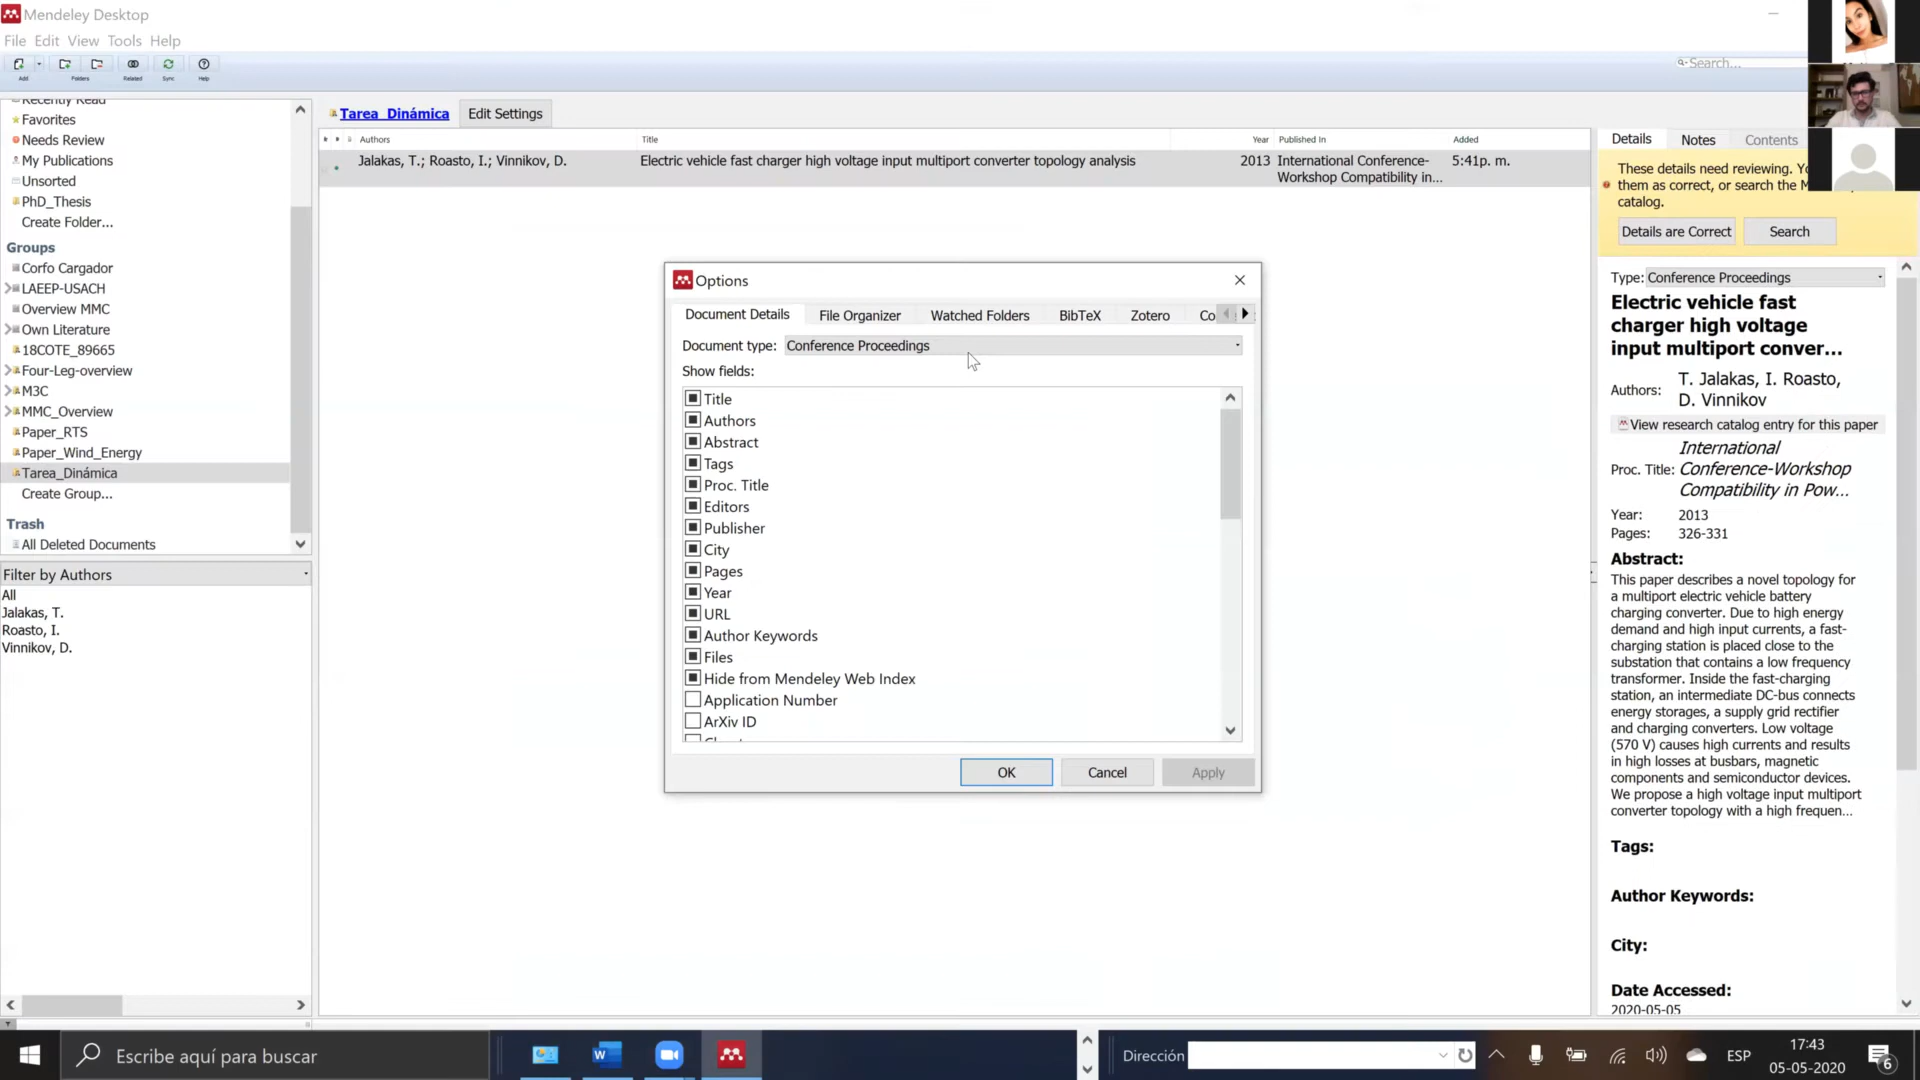 Mendeley Desktop
File Edit View Tools Help
Add Folders Related Sync Help
Search...
Recently Read
Favorites
Needs Review
My Publications
Unsorted
PhD_Thesis
Create Folder...
Groups
Corfo Cargador
LAEEP-USACH
Overview MMC
Own Literature
18COTE_89665
Four-Leg-overview
M3C
MMC_Overview
Paper_RTS
Paper_Wind_Energy
Tarea_Dinámica
Create Group...
Trash
All Deleted Documents
Filter by Authors
All
Jalakas, T.
Roasto, I.
Vinnikov, D.
Tarea_Dinámica Edit Settings
Authors Title Year Published In Added
Jalakas, T.; Roasto, I.; Vinnikov, D. Electric vehicle fast charger high voltage input multiport converter topology analysis 2013 International Conference- 5:41p. m.
Workshop Compatibility in...
Options
Document Details File Organizer Watched Folders BibTeX Zotero Co
Document type: Conference Proceedings
Show fields:
Title
Authors
Abstract
Tags
Proc. Title
Editors
Publisher
City
Pages
Year
URL
Author Keywords
Files
Hide from Mendeley Web Index
Application Number
ArXiv ID
OK Cancel Apply
Details Notes Contents
These details need reviewing. Yo
them as correct, or search the M
catalog.
Details are Correct Search
Type: Conference Proceedings
Electric vehicle fast
charger high voltage
input multiport conver...
Authors: T. Jalakas, I. Roasto,
D. Vinnikov
View research catalog entry for this paper
Proc. Title: International
Conference-Workshop
Compatibility in Pow...
Year: 2013
Pages: 326-331
Abstract:
This paper describes a novel topology for
a multiport electric vehicle battery
charging converter. Due to high energy
demand and high input currents, a fast-
charging station is placed close to the
substation that contains a low frequency
transformer. Inside the fast-charging
station, an intermediate DC-bus connects
energy storages, a supply grid rectifier
and charging converters. Low voltage
(570 V) causes high currents and results
in high losses at busbars, magnetic
components and semiconductor devices.
We propose a high voltage input multiport
converter topology with a high frequen...
Tags:
Author Keywords:
City:
Date Accessed:
2020-05-05
Escribe aquí para buscar
Dirección
ESP
17:43
05-05-2020
6